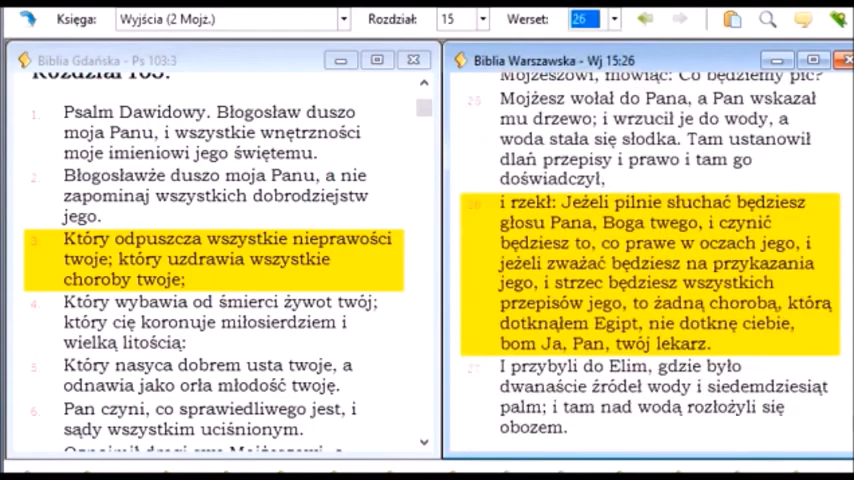 Księga: Wyjścia (2 Mojż.) Rozdział: 15 Werset: 26
Biblia Gdańska - Ps 103:3
Rozdział 103.
1. Psalm Dawidowy. Błogosław duszo
moja Panu, i wszystkie wnętrzności
moje imieniowi jego świętemu.
2. Błogosławże duszo moja Panu, a nie
zapominaj wszystkich dobrodziejstw
jego.
3. Który odpuszcza wszystkie nieprawości
twoje; który uzdrawia wszystkie
choroby twoje;
4. Który wybawia od śmierci żywot twój;
który cię koronuje miłosierdziem i
wielką litością:
5. Który nasyca dobrem usta twoje, a
odnawia jako orła młodość twoję.
6. Pan czyni, co sprawiedliwego jest, i
sądy wszystkim uciśnionym.
Biblia Warszawska - Wj 15:26
Mojżeszowi, mówiąc: Co będziemy pić?
25 Mojżesz wołał do Pana, a Pan wskazał
mu drzewo; i wrzucił je do wody, a
woda stała się słodka. Tam ustanowił
dlań przepisy i prawo i tam go
doświadczył,
26 i rzekł: Jeżeli pilnie słuchać będziesz
głosu Pana, Boga twego, i czynić
będziesz to, co prawe w oczach jego, i
jeżeli zważać będziesz na przykazania
jego, i strzec będziesz wszystkich
przepisów jego, to żadną chorobą, którą
dotknąłem Egipt, nie dotknę ciebie,
bom Ja, Pan, twój lekarz.
27 I przybyli do Elim, gdzie było
dwanaście źródeł wody i siedemdziesiąt
palm; i tam nad wodą rozłożyli się
obozem.